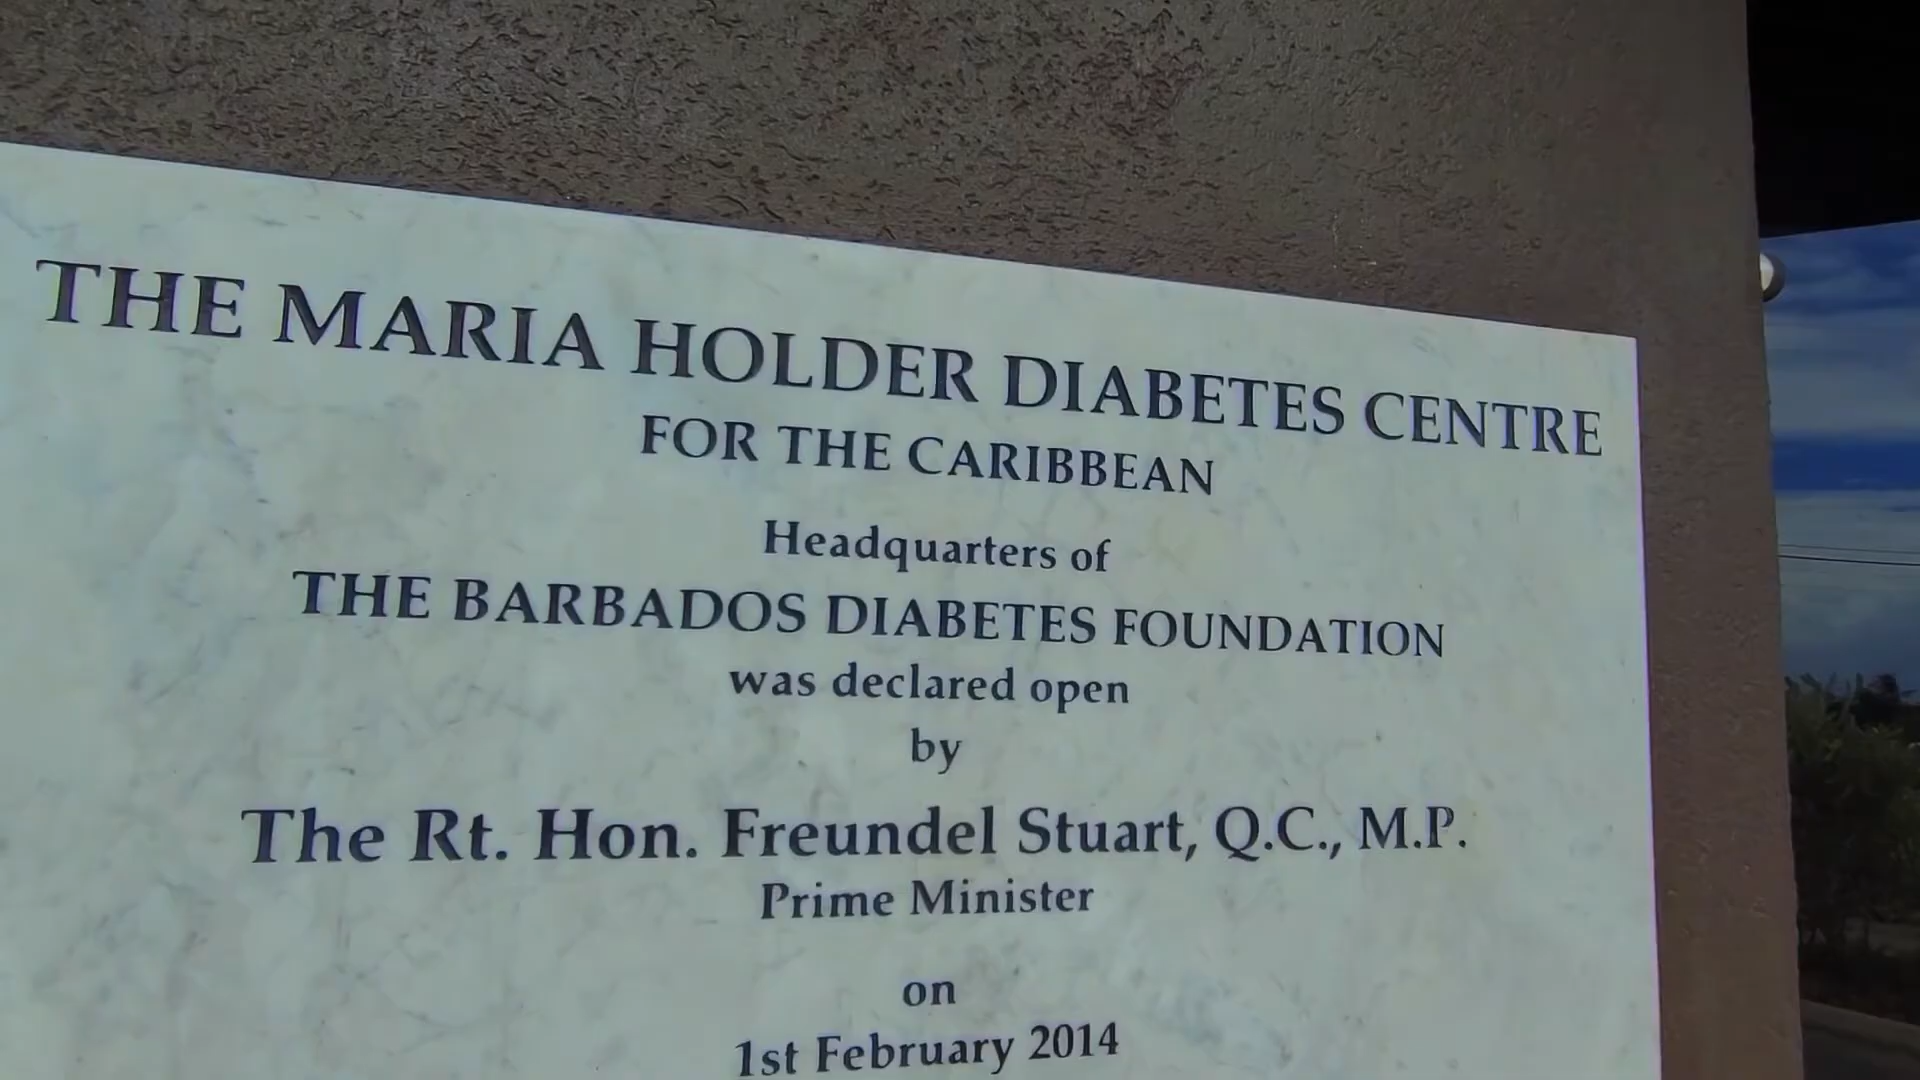 THE MARIA HOLDER DIABETES CENTRE
FOR THE CARIBBEAN
Headquarters of
THE BARBADOS DIABETES FOUNDATION
was declared open
by
The Rt. Hon. Freundel Stuart, Q.C., M.P.
Prime Minister
on
1st February 2014